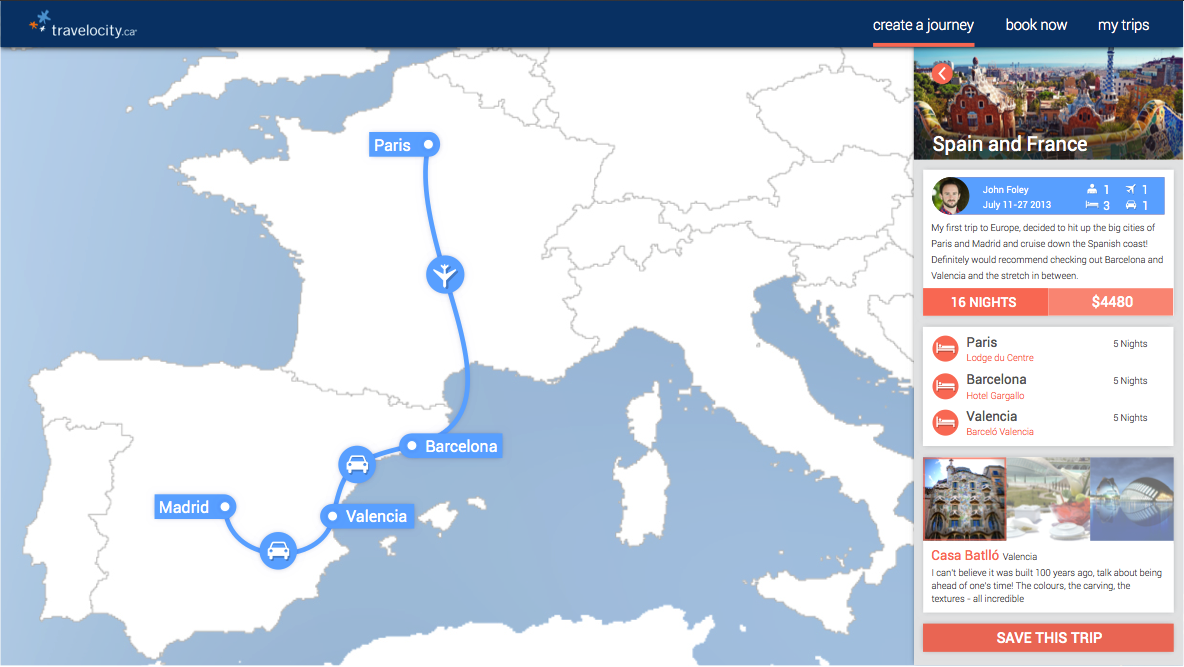 travelocity.ca
create a journey
book now
my trips
Paris
Barcelona
Madrid
Valencia
Spain and France
John Foley 1 1
July 11-27 2013 3 1
My first trip to Europe, decided to hit up the big cities of
Paris and Madrid and cruise down the Spanish coast!
Definitely would recommend checking out Barcelona and
Valencia and the stretch in between.
16 NIGHTS $4480
Paris 5 Nights
Lodge du Centre
Barcelona 5 Nights
Hotel Gargallo
Valencia 5 Nights
Barceló Valencia
Casa Batlló Valencia
I can't believe it was built 100 years ago, talk about being
ahead of one's time! The colours, the carving, the
textures - all incredible
SAVE THIS TRIP